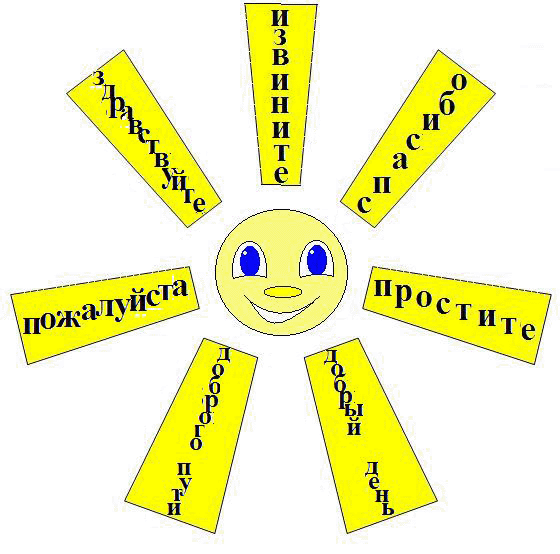 извините
спасибо
простите
добрый день
доброго пути
пожалуйста
здравствуйте